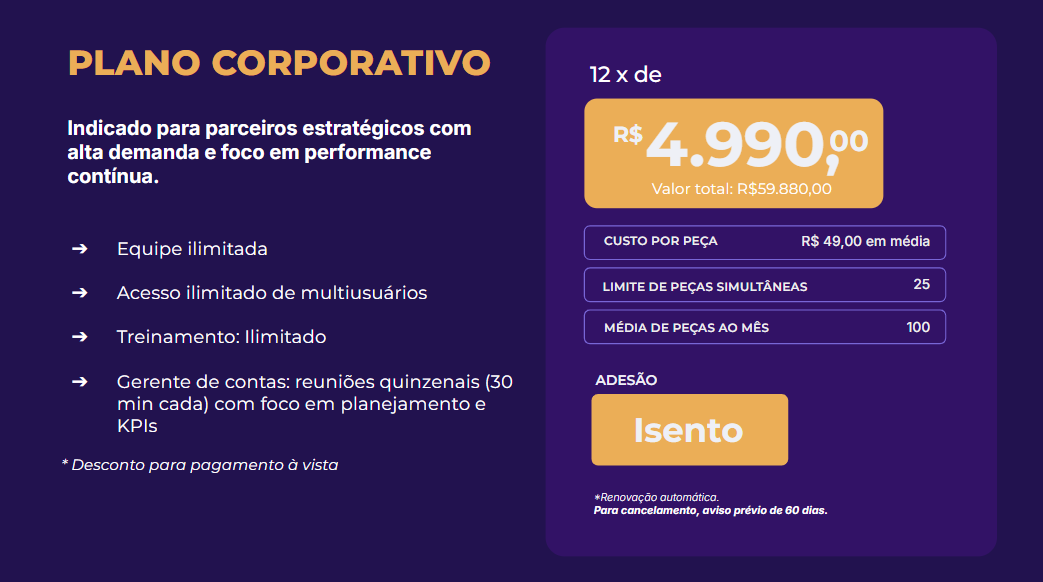 PLANO CORPORATIVO
Indicado para parceiros estratégicos com
alta demanda e foco em performance
contínua.
➔ Equipe ilimitada
➔ Acesso ilimitado de multiusuários
➔ Treinamento: Ilimitado
➔ Gerente de contas: reuniões quinzenais (30
min cada) com foco em planejamento e
KPIs
* Desconto para pagamento à vista
12 x de
R$ 4.990,00
Valor total: R$59.880,00
CUSTO POR PEÇA R$ 49,00 em média
LIMITE DE PEÇAS SIMULTÂNEAS 25
MÉDIA DE PEÇAS AO MÊS 100
ADESÃO
Isento
*Renovação automática.
Para cancelamento, aviso prévio de 60 dias.